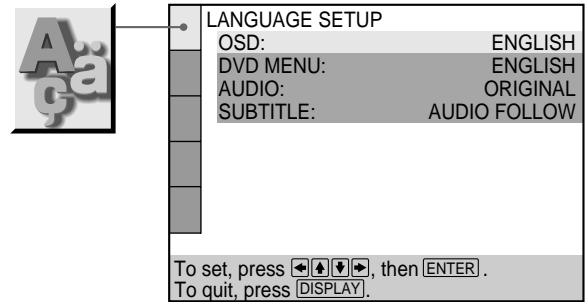 Aäç
LANGUAGE SETUP
OSD: ENGLISH
DVD MENU: ENGLISH
AUDIO: ORIGINAL
SUBTITLE: AUDIO FOLLOW
To set, press ←↑↓→, then ENTER.
To quit, press DISPLAY.